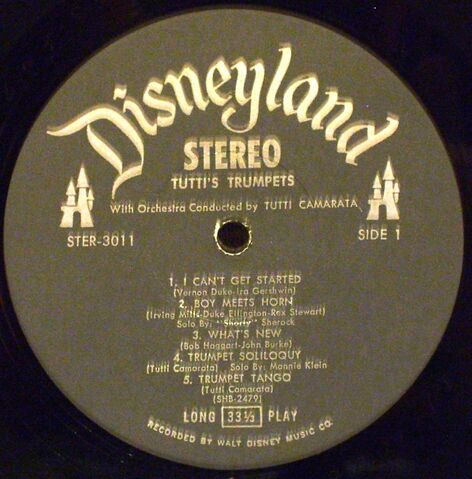 Disneyland
STEREO
TUTTI'S TRUMPETS
With Orchestra Conducted by TUTTI CAMARATA
STER-3011
SIDE 1
1. I CAN'T GET STARTED
(Vernon Duke-Ira Gershwin)
2. BOY MEETS HORN
(Irving Mills-Duke Ellington-Rex Stewart)
Solo By: "Shorty" Sherock
3. WHAT'S NEW
(Bob Haggart-John Burke)
4. TRUMPET SOLILOQUY
(Tutti Camarata) Solo By: Mannie Klein
5. TRUMPET TANGO
(Tutti Camarata)
(SHB-2479)
LONG 33⅓ PLAY
RECORDED BY WALT DISNEY MUSIC CO.